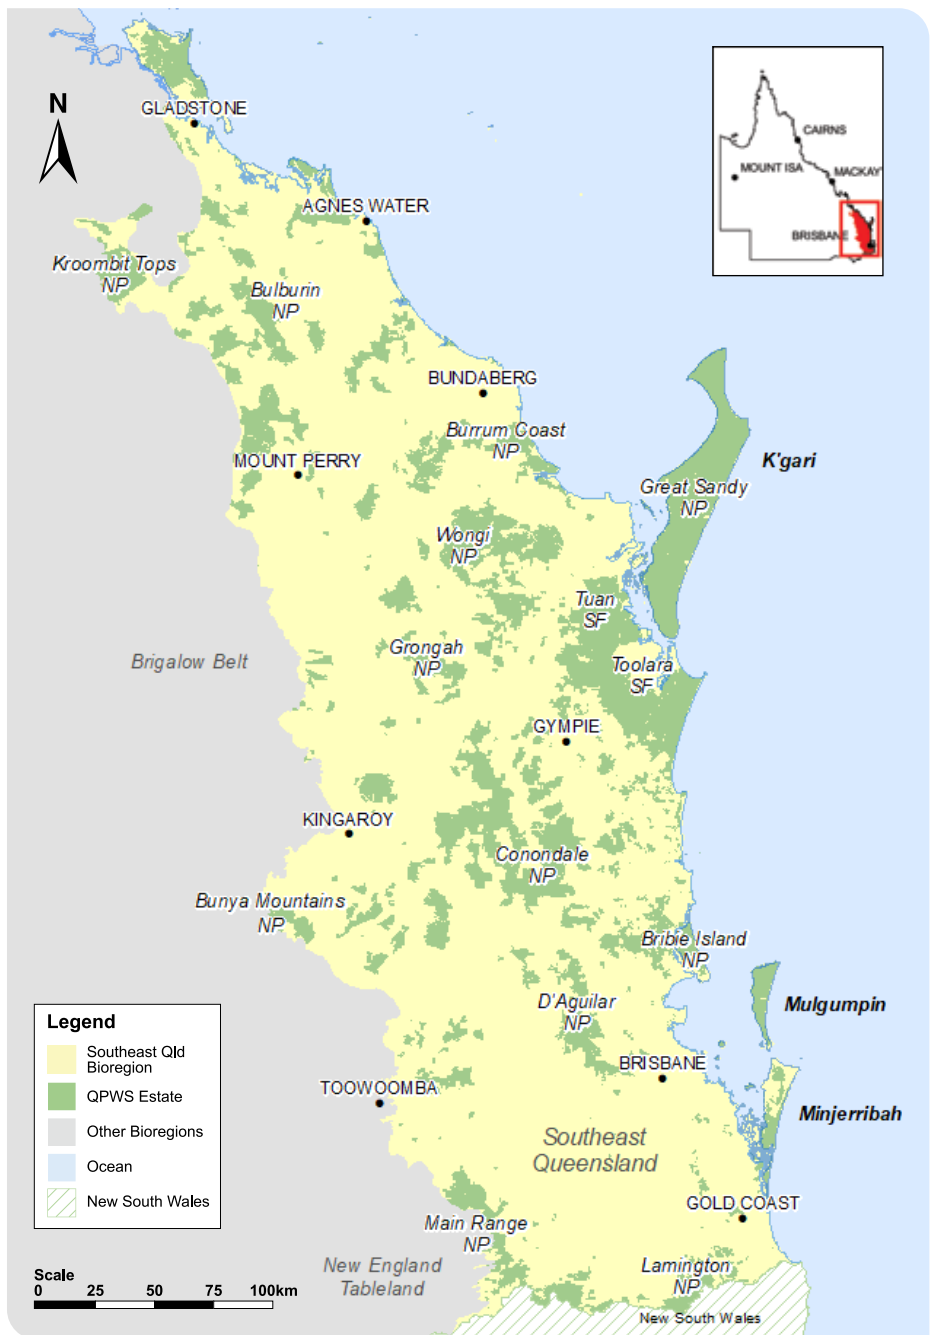 N
GLADSTONE
CAIRNS
MOUNT ISA
MACKAY
BRISBANE
AGNES WATER
Kroombit Tops
NP
Bulburin
NP
BUNDABERG
Burrum Coast
NP
MOUNT PERRY
K'gari
Great Sandy
NP
Wongi
NP
Tuan
SF
Grongah
NP
Brigalow Belt
Toolara
SF
GYMPIE
KINGAROY
Conondale
NP
Bunya Mountains
NP
Bribie Island
NP
D'Aguilar
NP
Mulgumpin
BRISBANE
TOOWOOMBA
Minjerribah
Southeast
Queensland
GOLD COAST
Main Range
NP
New England
Tableland
Lamington
NP
New South Wales
Legend
Southeast Qld
Bioregion
QPWS Estate
Other Bioregions
Ocean
New South Wales
Scale
0 25 50 75 100km